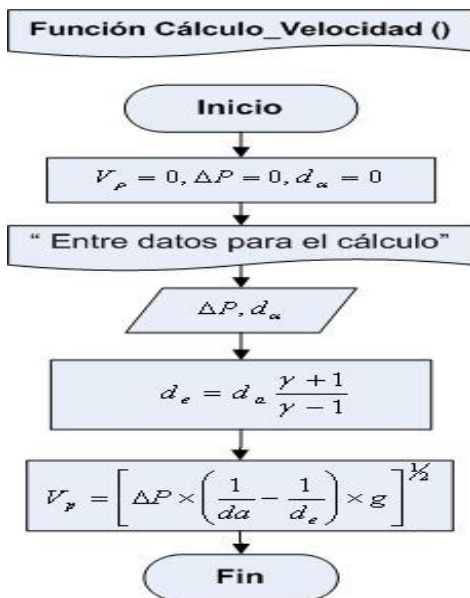 Función Cálculo_Velocidad ()
Inicio
V_p = 0, ΔP = 0, d_α = 0
“ Entre datos para el cálculo”
ΔP, d_α
d_e = d_a (γ + 1)/(γ − 1)
V_p = [ΔP × (1/da − 1/d_e) × g]^½
Fin